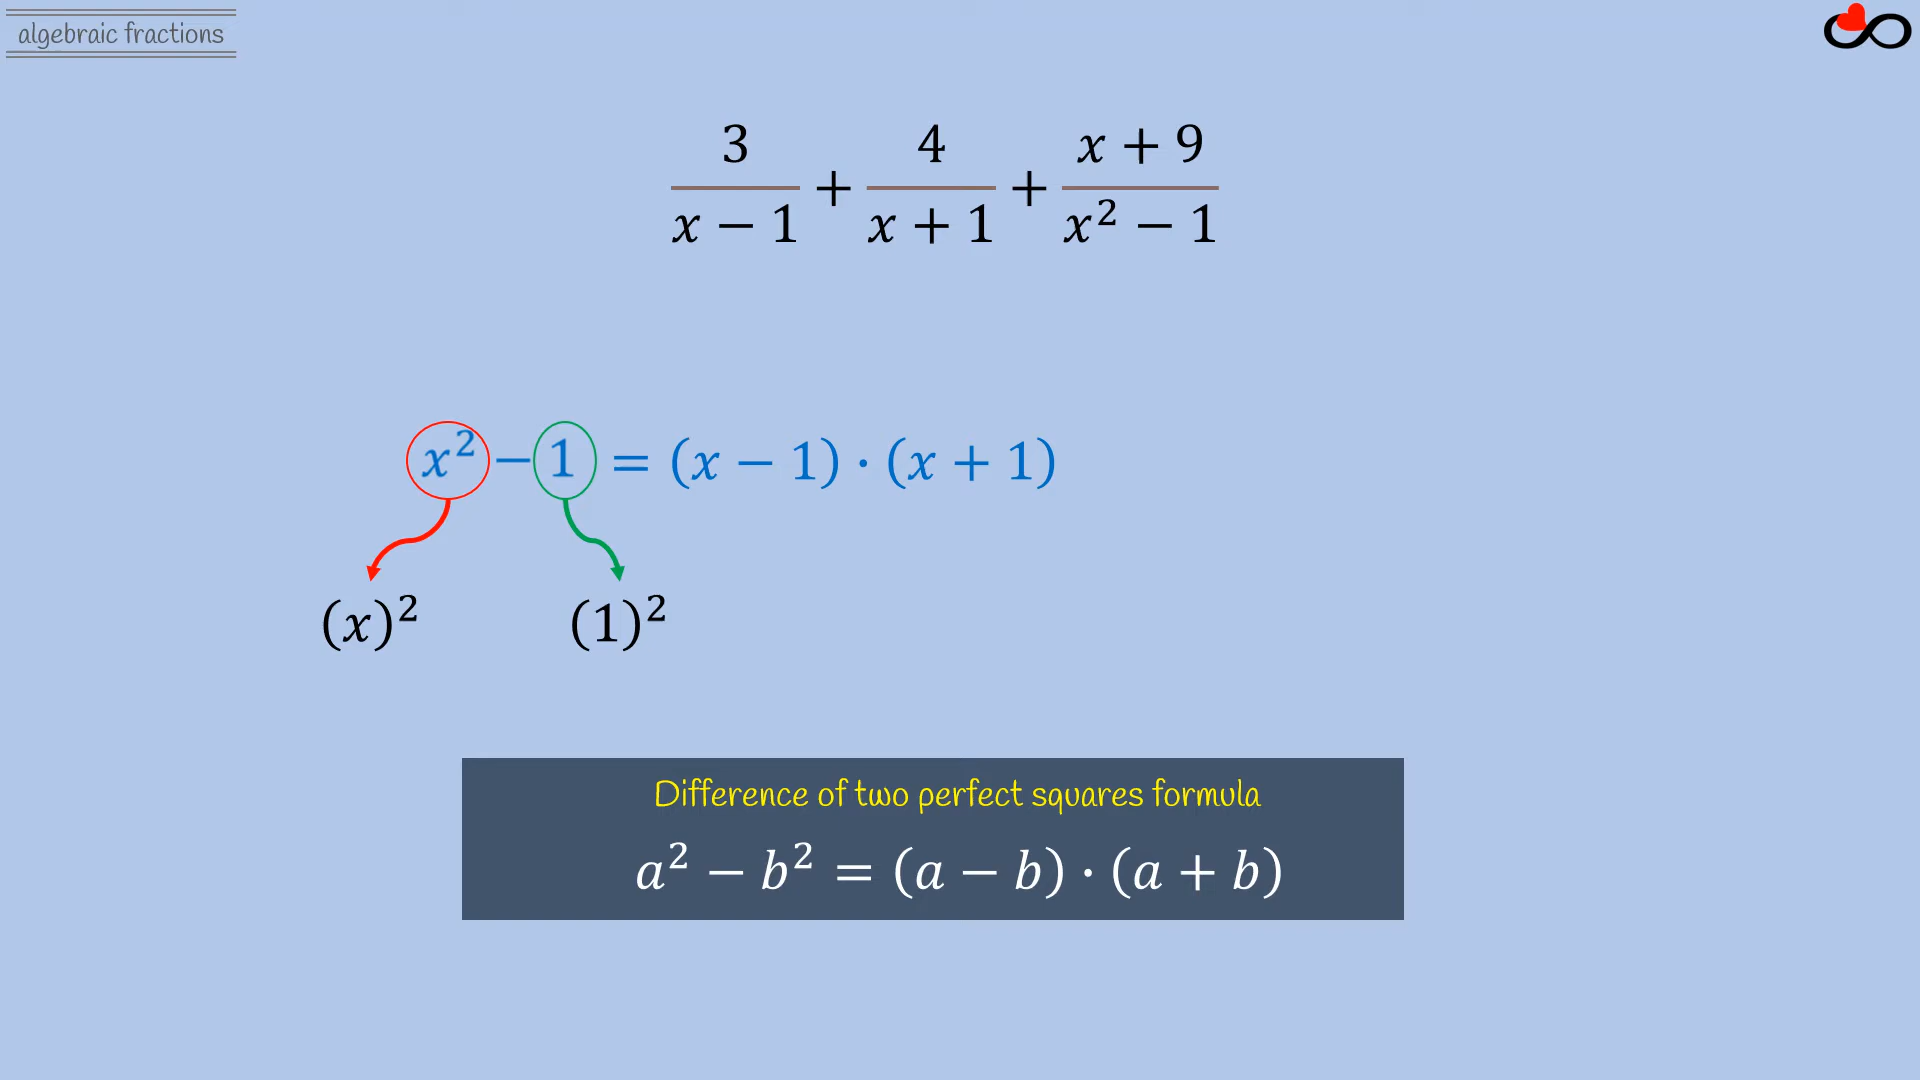 algebraic fractions
3/(x − 1) + 4/(x + 1) + (x + 9)/(x² − 1)
x² − 1 = (x − 1) · (x + 1)
(x)² (1)²
Difference of two perfect squares formula
a² − b² = (a − b) · (a + b)